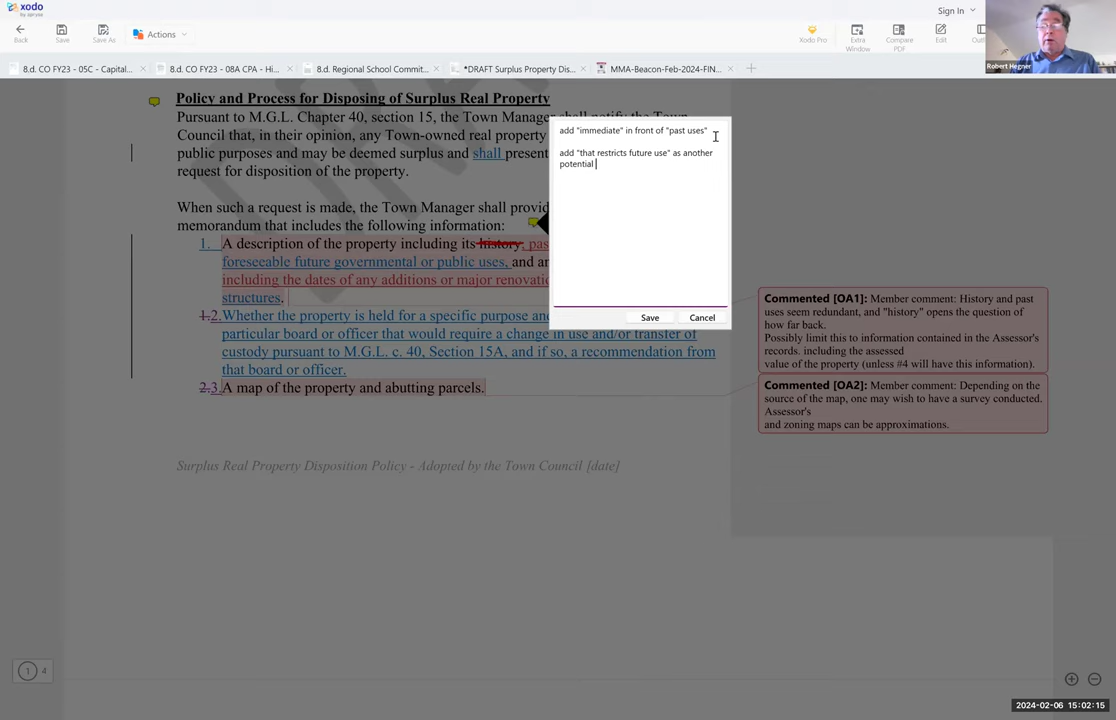 xodo
by apryse
Sign In
Back
Save
Save As
Actions
Xodo Pro
Extra
Window
Compare
PDF
Edit
Robert Hegner
8.d. CO FY23 - 05C - Capital...
8.d. CO FY23 - 08A CPA - Hi...
8.d. Regional School Commit...
*DRAFT Surplus Property Dis...
MMA-Beacon-Feb-2024-FIN...
Policy and Process for Disposing of Surplus Real Property
Pursuant to M.G.L. Chapter 40, section 15, the Town Manager shall notify the Town
Council that, in their opinion, any Town-owned real property
public purposes and may be deemed surplus and shall present
request for disposition of the property.
When such a request is made, the Town Manager shall provid
memorandum that includes the following information:
1. A description of the property including its history, pas
foreseeable future governmental or public uses, and an
including the dates of any additions or major renovati
structures.
1.2. Whether the property is held for a specific purpose and
particular board or officer that would require a change in use and/or transfer of
custody pursuant to M.G.L. c. 40, Section 15A, and if so, a recommendation from
that board or officer.
2.3. A map of the property and abutting parcels.
add "immediate" in front of "past uses"
add "that restricts future use" as another
potential
Save
Cancel
Commented [OA1]: Member comment: History and past
uses seem redundant, and "history" opens the question of
how far back.
Possibly limit this to information contained in the Assessor's
records. including the assessed
value of the property (unless #4 will have this information).
Commented [OA2]: Member comment: Depending on the
source of the map, one may wish to have a survey conducted.
Assessor's
and zoning maps can be approximations.
Surplus Real Property Disposition Policy - Adopted by the Town Council [date]
1 4
2024-02-06 15:02:15